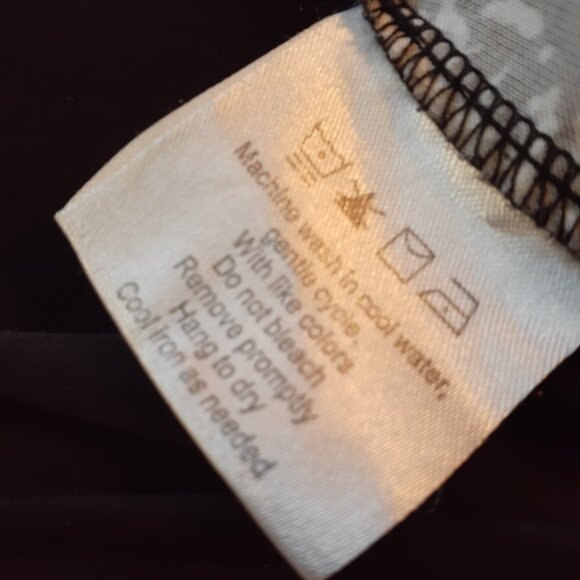 Machine wash in cool water,
gentle cycle.
With like colors
Do not bleach
Remove promptly
Hang to dry
Cool iron as needed